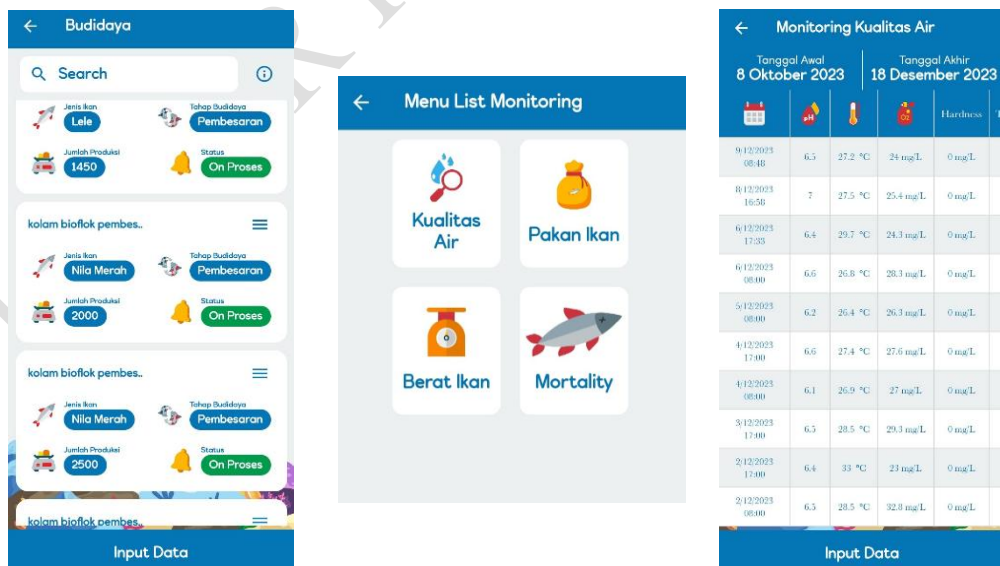 Budidaya
Search
Jenis Ikan
Lele
Tahap Budidaya
Pembesaran
Jumlah Produksi
1450
Status
On Proses
kolam bioflok pembes..
Jenis Ikan
Nila Merah
Tahap Budidaya
Pembesaran
Jumlah Produksi
2000
Status
On Proses
kolam bioflok pembes..
Jenis Ikan
Nila Merah
Tahap Budidaya
Pembesaran
Jumlah Produksi
2500
Status
On Proses
kolam bioflok pembes..
Input Data
Menu List Monitoring
Kualitas
Air
Pakan Ikan
Berat Ikan
Mortality
Monitoring Kualitas Air
Tanggal Awal
8 Oktober 2023
Tanggal Akhir
18 Desember 2023
pH
O2
Hardness
9/12/2023
08:48
6.5 27.2 °C 24 mg/L 0 mg/L
8/12/2023
16:58
7 27.5 °C 25.4 mg/L 0 mg/L
6/12/2023
17:33
6.4 29.7 °C 24.3 mg/L 0 mg/L
6/12/2023
08:00
6.6 26.8 °C 28.3 mg/L 0 mg/L
5/12/2023
08:00
6.2 26.4 °C 26.3 mg/L 0 mg/L
4/12/2023
17:00
6.6 27.4 °C 27.6 mg/L 0 mg/L
4/12/2023
08:00
6.1 26.9 °C 27 mg/L 0 mg/L
3/12/2023
17:00
6.5 28.5 °C 29.3 mg/L 0 mg/L
2/12/2023
17:00
6.4 33 °C 23 mg/L 0 mg/L
2/12/2023
08:00
6.5 28.5 °C 32.8 mg/L 0 mg/L
Input Data